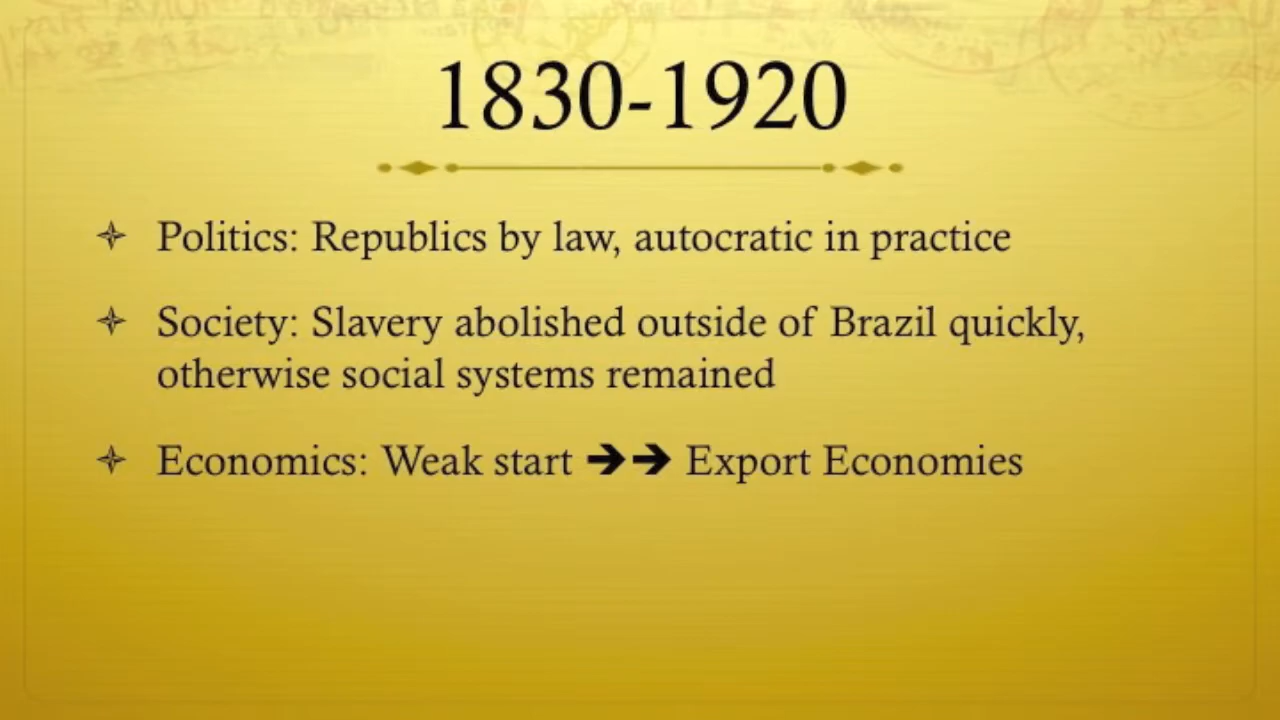 1830-1920
Politics: Republics by law, autocratic in practice
Society: Slavery abolished outside of Brazil quickly,
otherwise social systems remained
Economics: Weak start ➔➔ Export Economies